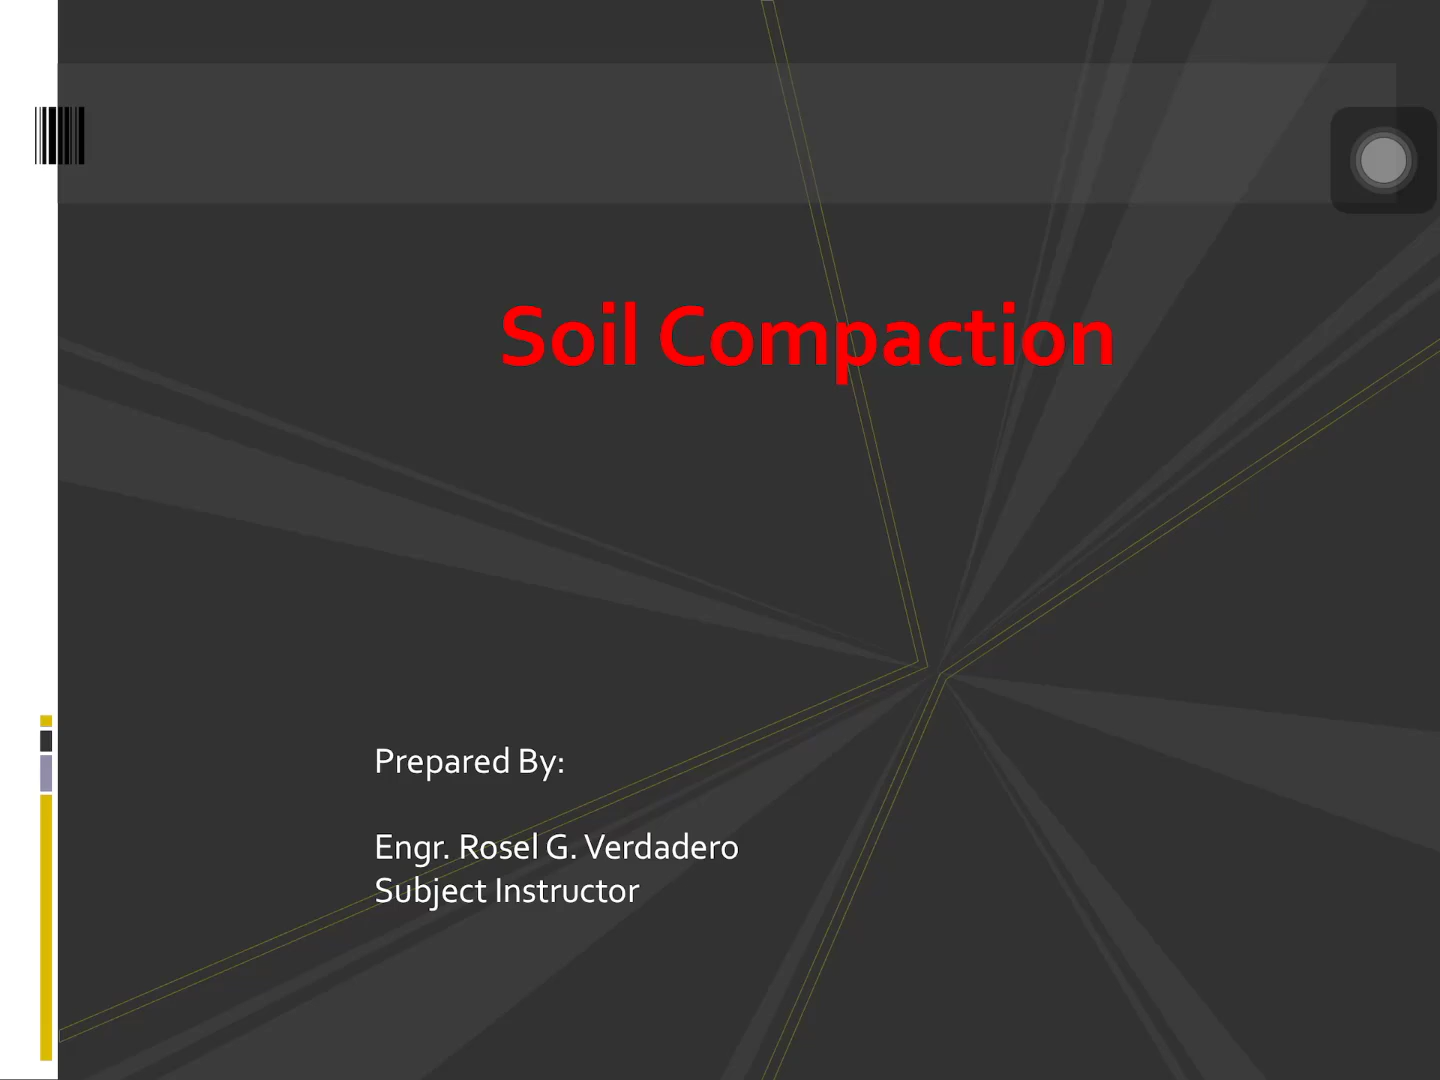 Soil Compaction
Prepared By:
Engr. Rosel G. Verdadero
Subject Instructor